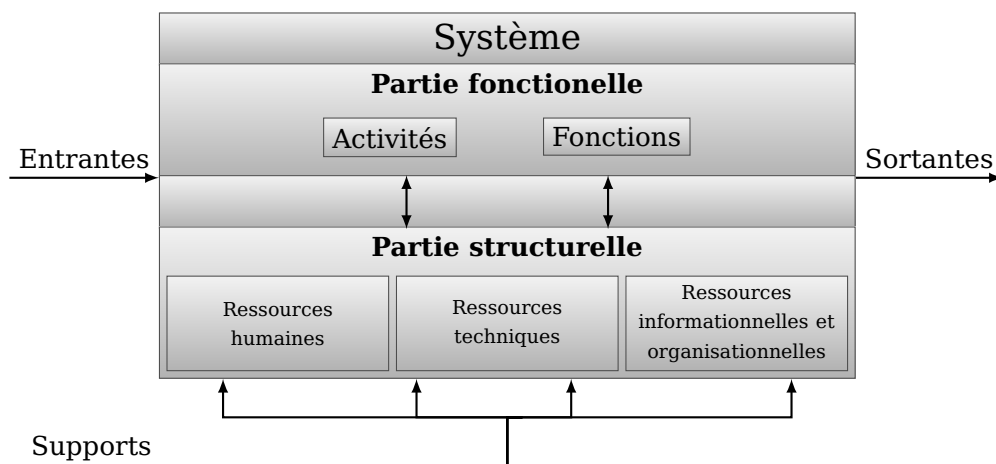 Système
Partie fonctionelle
Activités
Fonctions
Entrantes
Sortantes
Partie structurelle
Ressources
humaines
Ressources
techniques
Ressources
informationnelles et
organisationnelles
Supports